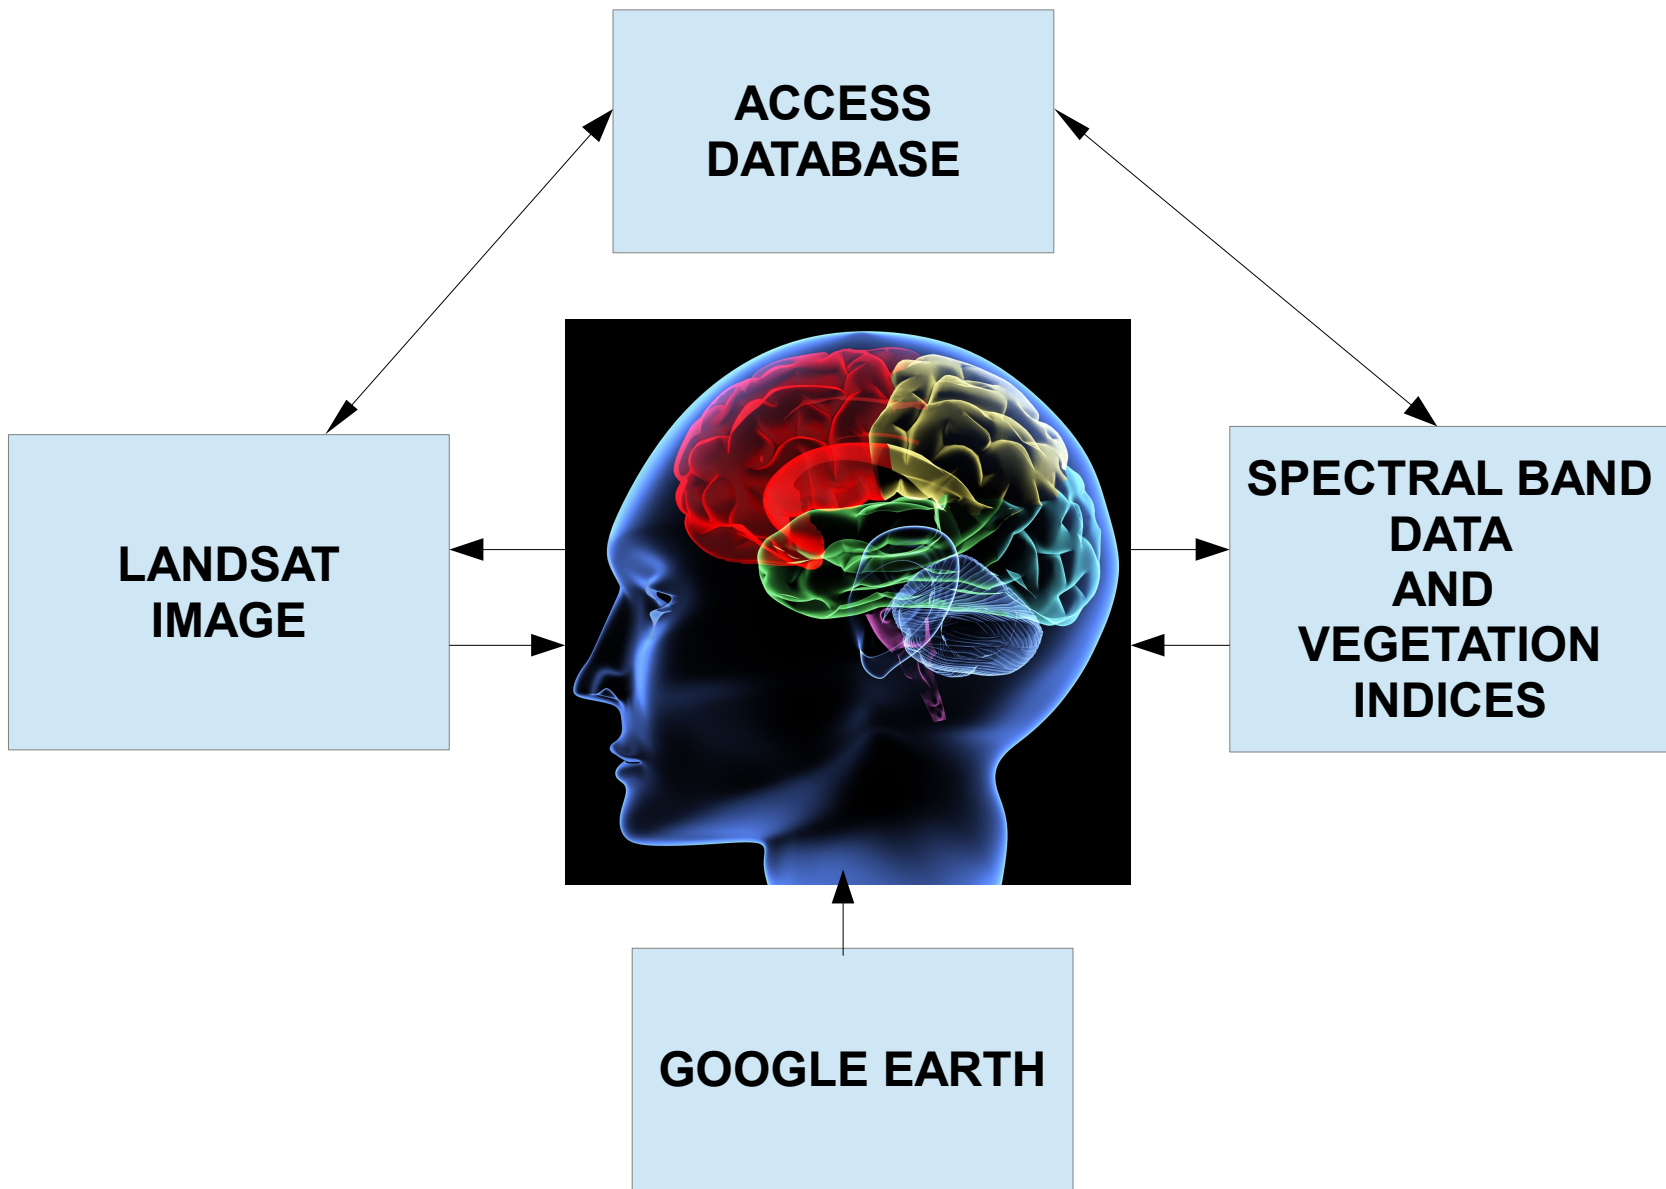 ACCESS
DATABASE
LANDSAT
IMAGE
SPECTRAL BAND
DATA
AND
VEGETATION
INDICES
GOOGLE EARTH